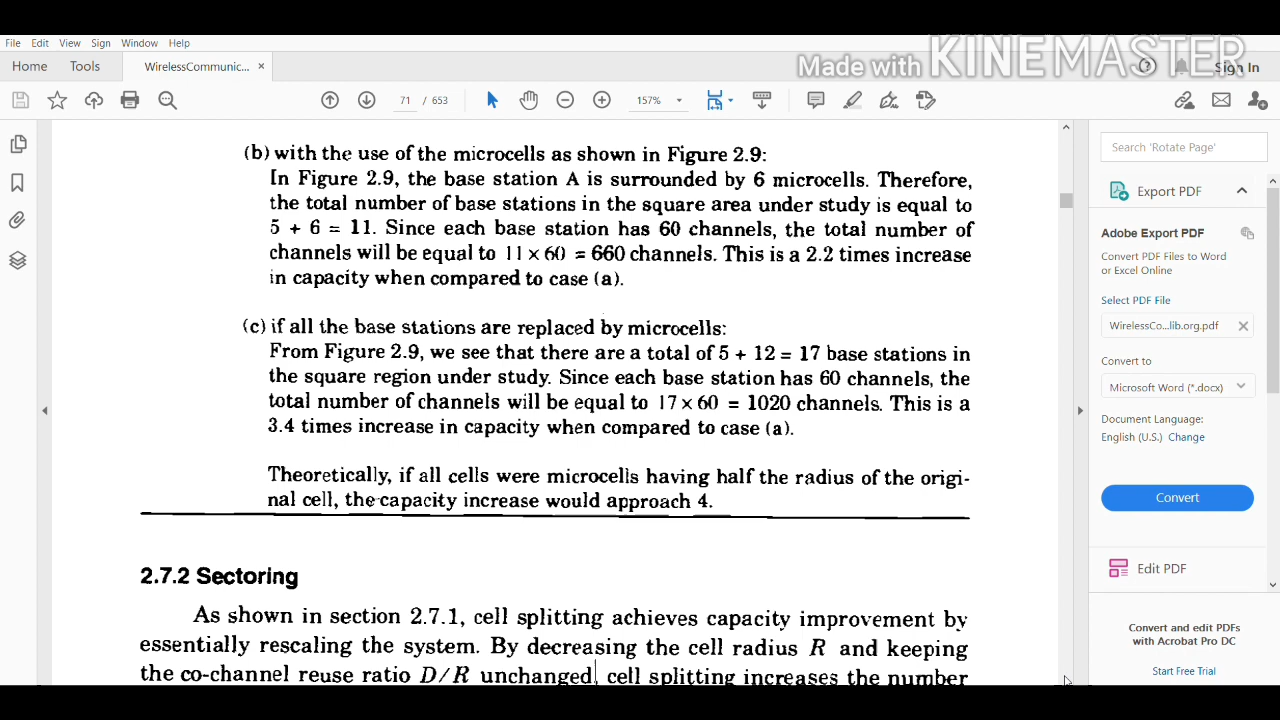 Made with KINEMASTER
File Edit View Sign Window Help
Home Tools WirelessCommunic... × Sign In
71 / 653 157%
(b) with the use of the microcells as shown in Figure 2.9:
In Figure 2.9, the base station A is surrounded by 6 microcells. Therefore,
the total number of base stations in the square area under study is equal to
5 + 6 = 11. Since each base station has 60 channels, the total number of
channels will be equal to 11 × 60 = 660 channels. This is a 2.2 times increase
in capacity when compared to case (a).
(c) if all the base stations are replaced by microcells:
From Figure 2.9, we see that there are a total of 5 + 12 = 17 base stations in
the square region under study. Since each base station has 60 channels, the
total number of channels will be equal to 17 × 60 = 1020 channels. This is a
3.4 times increase in capacity when compared to case (a).
Theoretically, if all cells were microcells having half the radius of the origi-
nal cell, the capacity increase would approach 4.
2.7.2 Sectoring
As shown in section 2.7.1, cell splitting achieves capacity improvement by
essentially rescaling the system. By decreasing the cell radius R and keeping
the co-channel reuse ratio D/R unchanged, cell splitting increases the number
Search 'Rotate Page'
Export PDF
Adobe Export PDF
Convert PDF Files to Word
or Excel Online
Select PDF File
WirelessCo...lib.org.pdf ×
Convert to
Microsoft Word (*.docx)
Document Language:
English (U.S.) Change
Convert
Edit PDF
Convert and edit PDFs
with Acrobat Pro DC
Start Free Trial